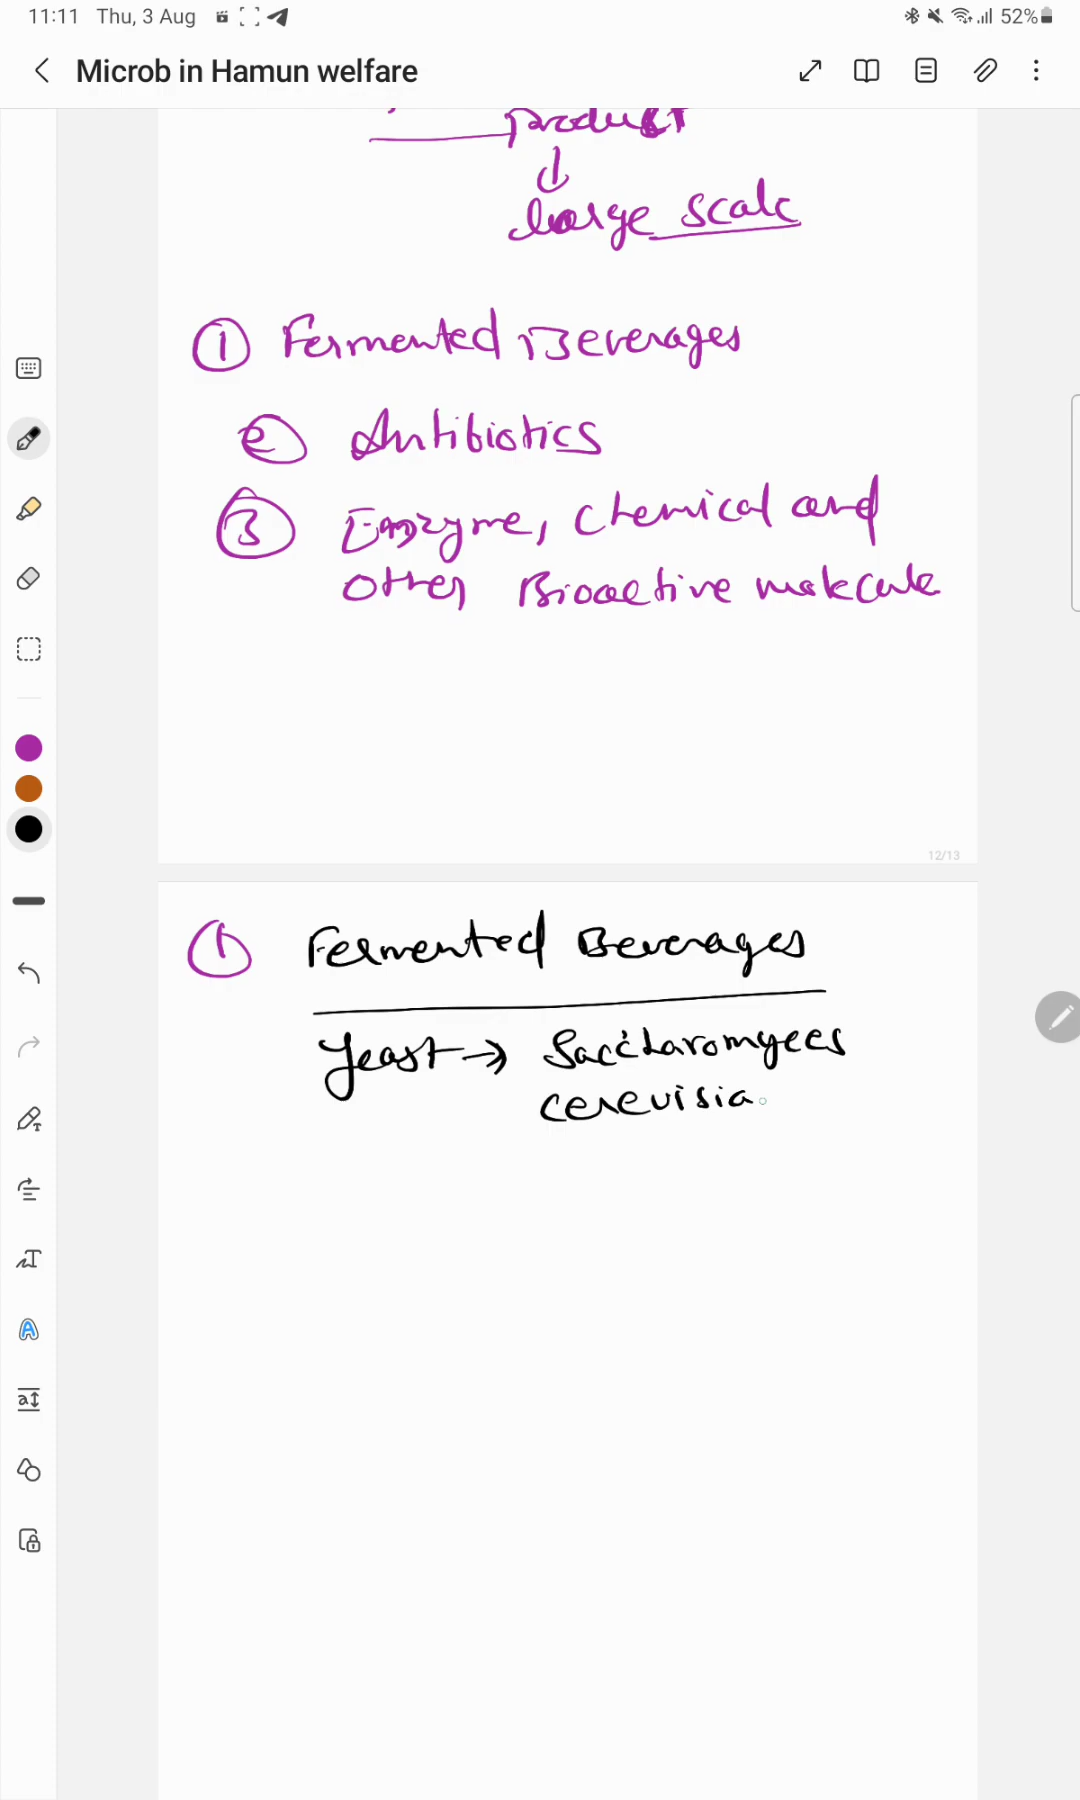 11:11 Thu, 3 Aug 52%
Microb in Hamun welfare
product
large scale
1 Fermented Beverages
2 Antibiotics
3 Enzyme, Chemical and
Other Bioactive molecule
12/13
1 Fermented Beverages
Yeast → Saccharomyces
cerevisia